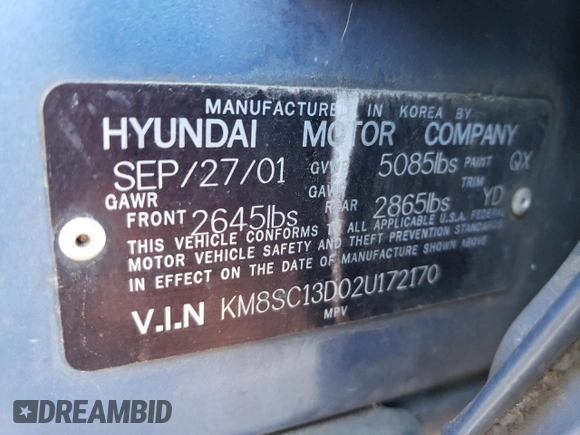 MANUFACTURED IN KOREA BY
HYUNDAI MOTOR COMPANY
SEP/27/01 GVWR 5085lbs PAINT QX
GAWR FRONT 2645lbs GAWR REAR 2865lbs TRIM YD
THIS VEHICLE CONFORMS TO ALL APPLICABLE U.S.A. FEDERAL
MOTOR VEHICLE SAFETY AND THEFT PREVENTION STANDARDS
IN EFFECT ON THE DATE OF MANUFACTURE SHOWN ABOVE.
V.I.N KM8SC13D02U172170
MPV
DREAMBID